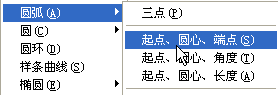 圆弧(A)
圆(C)
圆环(D)
样条曲线(S)
椭圆(E)
三点(P)
起点、圆心、端点(S)
起点、圆心、角度(T)
起点、圆心、长度(A)